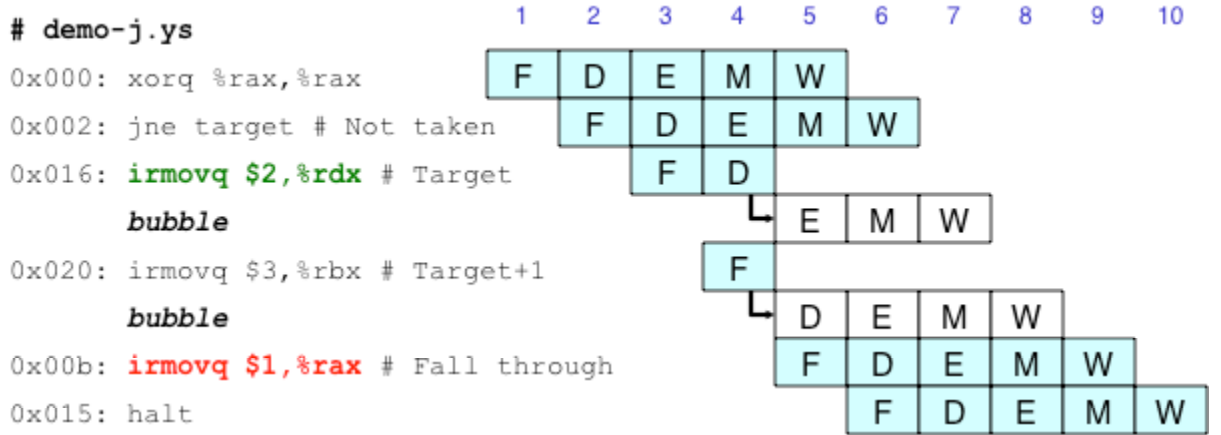 1 2 3 4 5 6 7 8 9 10
# demo-j.ys
0x000: xorq %rax,%rax F D E M W
0x002: jne target # Not taken F D E M W
0x016: irmovq $2,%rdx # Target F D
bubble E M W
0x020: irmovq $3,%rbx # Target+1 F
bubble D E M W
0x00b: irmovq $1,%rax # Fall through F D E M W
0x015: halt F D E M W